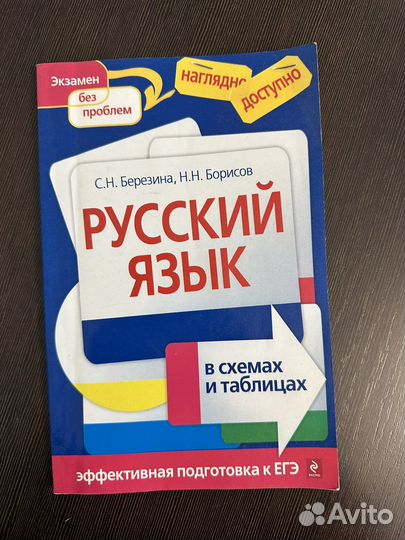 Экзамен
без
проблем
наглядно
доступно
С.Н. Березина, Н.Н. Борисов
РУССКИЙ
ЯЗЫК
в схемах
и таблицах
эффективная подготовка к ЕГЭ
Avito